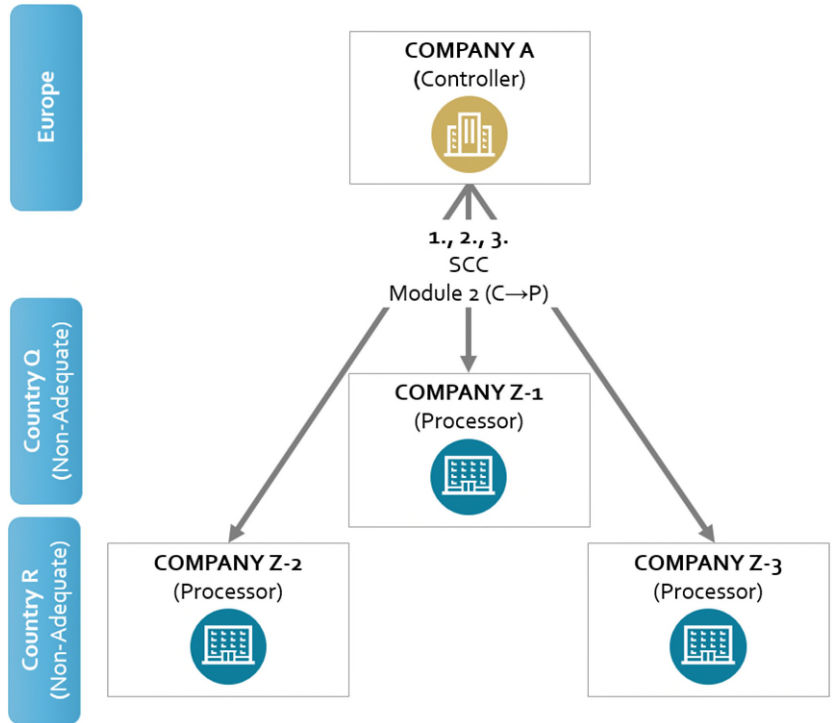 Europe
COMPANY A
(Controller)
1., 2., 3.
SCC
Module 2 (C→P)
Country Q
(Non-Adequate)
COMPANY Z-1
(Processor)
Country R
(Non-Adequate)
COMPANY Z-2
(Processor)
COMPANY Z-3
(Processor)